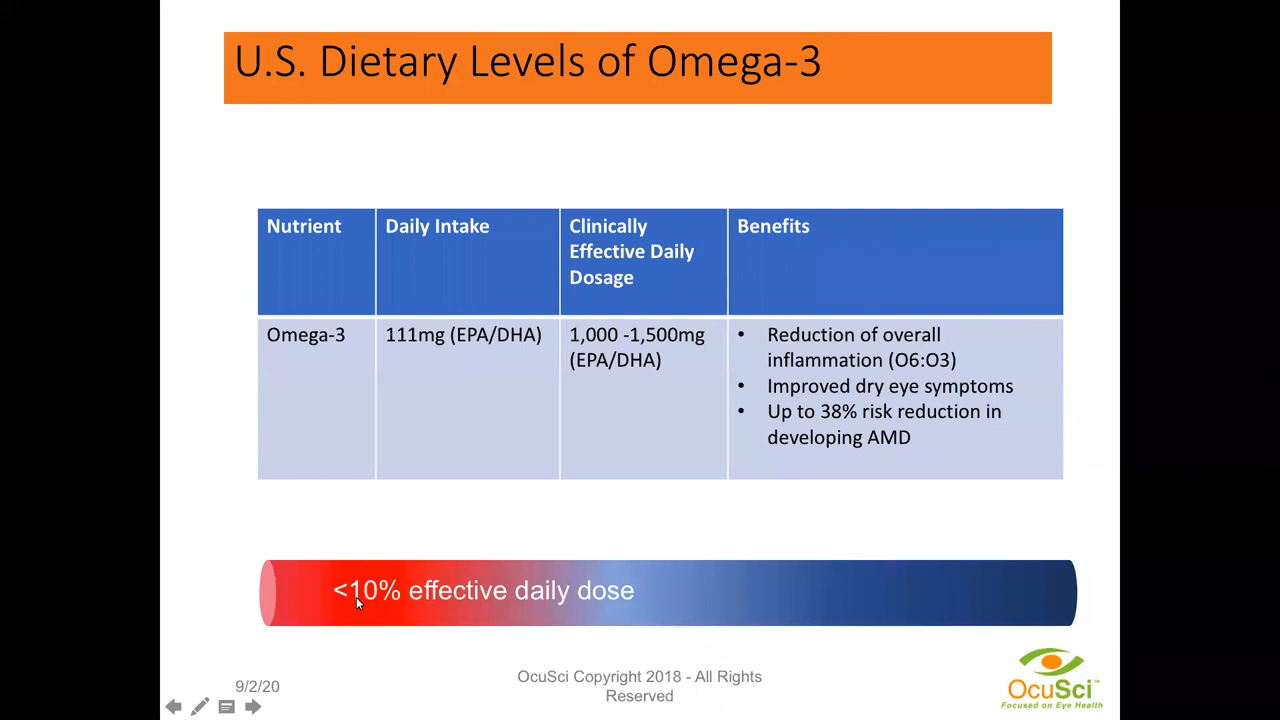 U.S. Dietary Levels of Omega-3
Nutrient
Daily Intake
Clinically
Effective Daily
Dosage
Benefits
Omega-3
111mg (EPA/DHA)
1,000 -1,500mg
(EPA/DHA)
• Reduction of overall
inflammation (O6:O3)
• Improved dry eye symptoms
• Up to 38% risk reduction in
developing AMD
<10% effective daily dose
9/2/20
OcuSci Copyright 2018 - All Rights
Reserved
OcuSci™
Focused on Eye Health